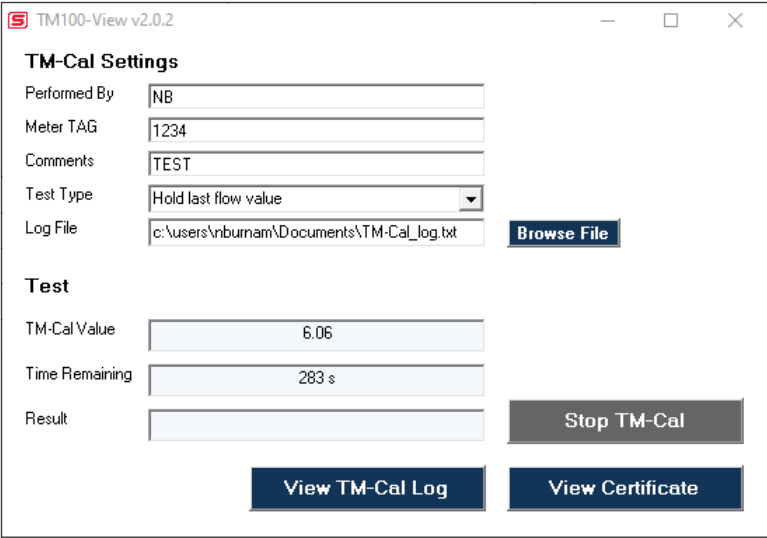 S TM100-View v2.0.2
TM-Cal Settings
Performed By NB
Meter TAG 1234
Comments TEST
Test Type Hold last flow value
Log File c:\users\nburnam\Documents\TM-Cal_log.txt Browse File
Test
TM-Cal Value 6.06
Time Remaining 283 s
Result Stop TM-Cal
View TM-Cal Log View Certificate